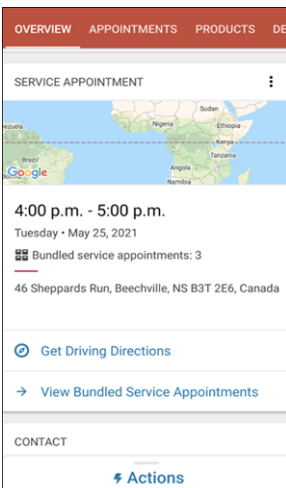 OVERVIEW APPOINTMENTS PRODUCTS DE
SERVICE APPOINTMENT
Sudan
ezuela
Nigeria
Ethiopia
Kenya
Brazil
Tanzania
Angola
Google
Namibia
4:00 p.m. - 5:00 p.m.
Tuesday • May 25, 2021
Bundled service appointments: 3
46 Sheppards Run, Beechville, NS B3T 2E6, Canada
Get Driving Directions
View Bundled Service Appointments
CONTACT
Actions